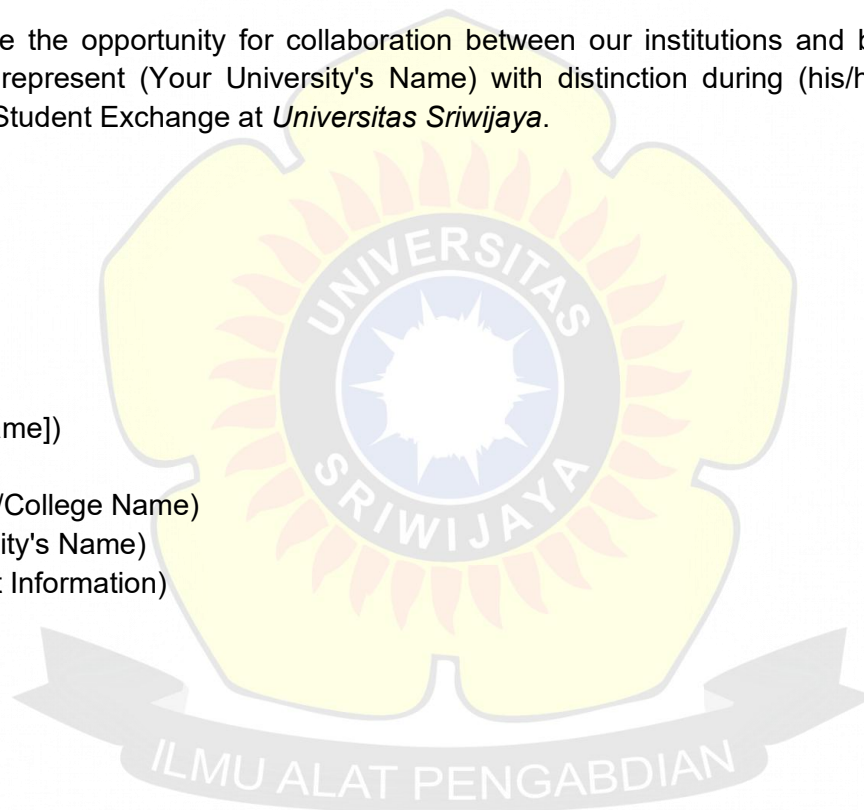 e the opportunity for collaboration between our institutions and b
represent (Your University's Name) with distinction during (his/h
Student Exchange at Universitas Sriwijaya.
UNIVERSITAS
SRIWIJAYA
me])
/College Name)
ity's Name)
t Information)
ILMU ALAT PENGABDIAN